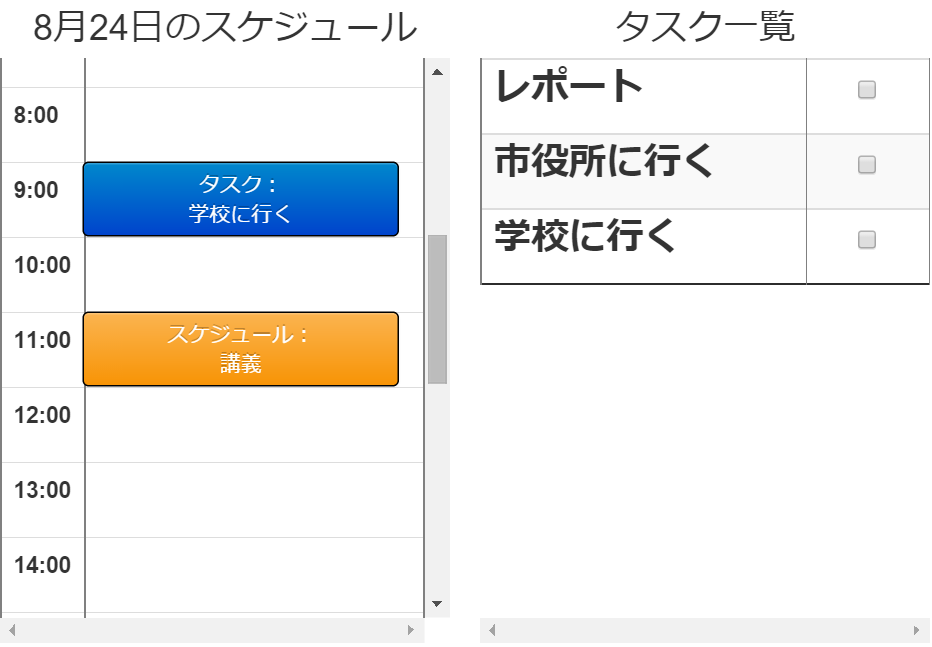 8月24日のスケジュール
8:00
9:00
タスク：
学校に行く
10:00
11:00
スケジュール：
講義
12:00
13:00
14:00
タスク一覧
レポート
市役所に行く
学校に行く